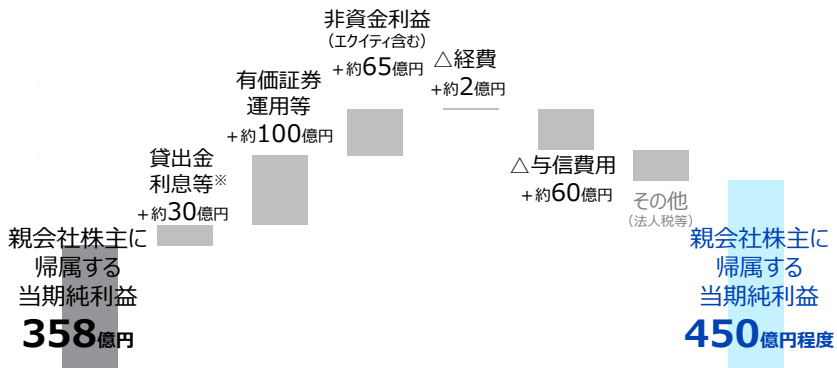 非資金利益
（エクイティ含む）
+約65億円
△経費
+約2億円
有価証券
運用等
+約100億円
貸出金
利息等※
+約30億円
△与信費用
+約60億円
その他
（法人税等）
親会社株主に
帰属する
当期純利益
358億円
親会社株主に
帰属する
当期純利益
450億円程度